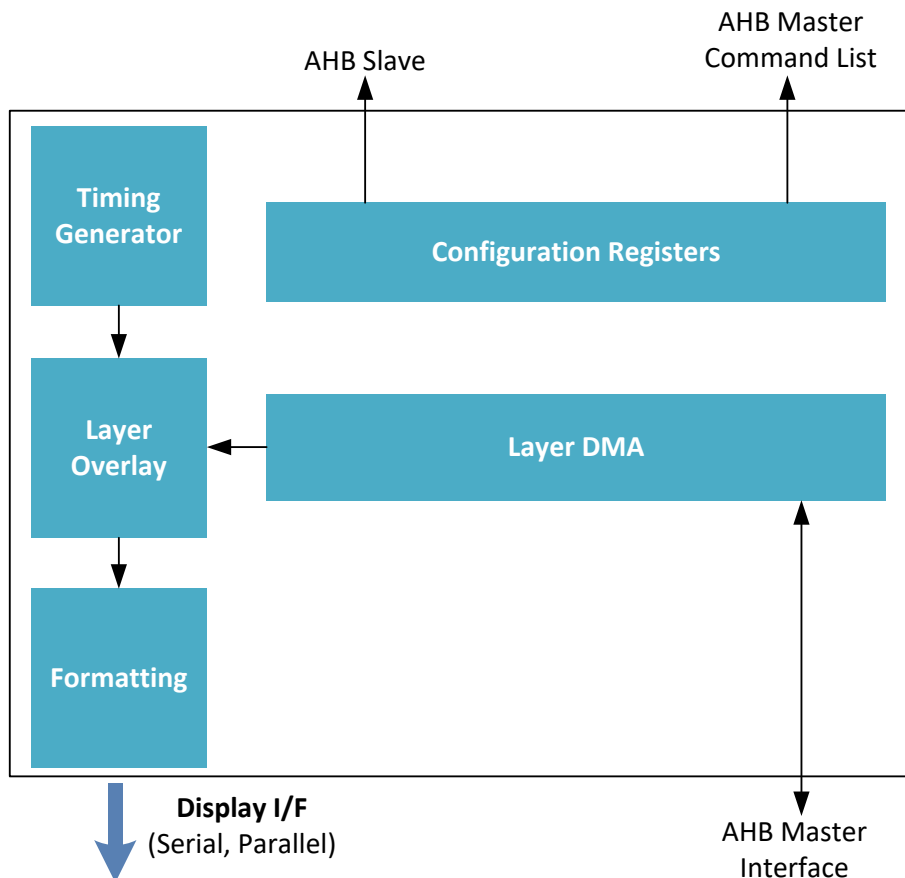 AHB Slave
AHB Master
Command List
Timing
Generator
Configuration Registers
Layer
Overlay
Layer DMA
Formatting
Display I/F
(Serial, Parallel)
AHB Master
Interface